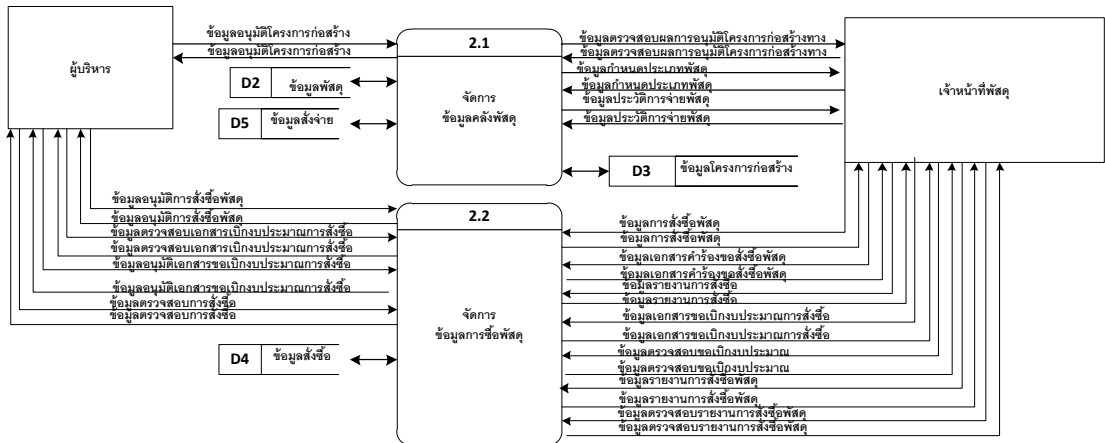 ผู้บริหาร
ข้อมูลอนุมัติโครงการก่อสร้าง
ข้อมูลอนุมัติโครงการก่อสร้าง
2.1
จัดการ
ข้อมูลคลังพัสดุ
D2 ข้อมูลพัสดุ
D5 ข้อมูลสั่งจ่าย
ข้อมูลตรวจสอบผลการอนุมัติโครงการก่อสร้างทาง
ข้อมูลตรวจสอบผลการอนุมัติโครงการก่อสร้างทาง
ข้อมูลกำหนดประเภทพัสดุ
ข้อมูลกำหนดประเภทพัสดุ
ข้อมูลประวัติการจ่ายพัสดุ
ข้อมูลประวัติการจ่ายพัสดุ
เจ้าหน้าที่พัสดุ
D3 ข้อมูลโครงการก่อสร้าง
ข้อมูลอนุมัติการสั่งซื้อพัสดุ
ข้อมูลอนุมัติการสั่งซื้อพัสดุ
ข้อมูลตรวจสอบเอกสารเบิกงบประมาณการสั่งซื้อ
ข้อมูลตรวจสอบเอกสารเบิกงบประมาณการสั่งซื้อ
ข้อมูลอนุมัติเอกสารขอเบิกงบประมาณการสั่งซื้อ
ข้อมูลอนุมัติเอกสารขอเบิกงบประมาณการสั่งซื้อ
ข้อมูลตรวจสอบการสั่งซื้อ
ข้อมูลตรวจสอบการสั่งซื้อ
D4 ข้อมูลสั่งซื้อ
2.2
จัดการ
ข้อมูลการซื้อพัสดุ
ข้อมูลการสั่งซื้อพัสดุ
ข้อมูลการสั่งซื้อพัสดุ
ข้อมูลเอกสารคำร้องขอสั่งซื้อพัสดุ
ข้อมูลเอกสารคำร้องขอสั่งซื้อพัสดุ
ข้อมูลรายงานการสั่งซื้อ
ข้อมูลรายงานการสั่งซื้อ
ข้อมูลเอกสารขอเบิกงบประมาณการสั่งซื้อ
ข้อมูลเอกสารขอเบิกงบประมาณการสั่งซื้อ
ข้อมูลตรวจสอบขอเบิกงบประมาณ
ข้อมูลตรวจสอบขอเบิกงบประมาณ
ข้อมูลรายงานการสั่งซื้อพัสดุ
ข้อมูลรายงานการสั่งซื้อพัสดุ
ข้อมูลตรวจสอบรายงานการสั่งซื้อพัสดุ
ข้อมูลตรวจสอบรายงานการสั่งซื้อพัสดุ